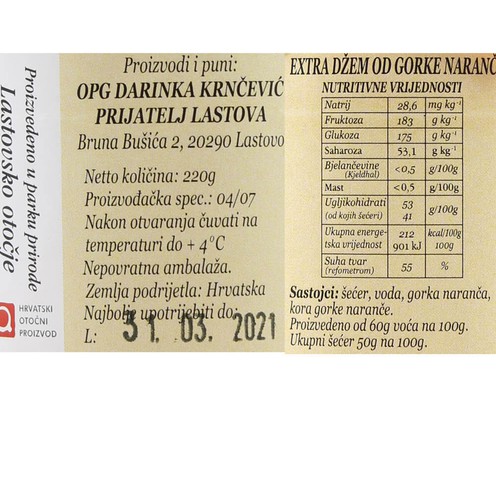 Proizvedeno u parku prirode
Lastovsko otočje
HRVATSKI
OTOČNI
PROIZVOD
Proizvodi i puni:
OPG DARINKA KRNČEVIĆ
PRIJATELJ LASTOVA
Bruna Bušića 2, 20290 Lastovo
Netto količina: 220g
Proizvođačka spec.: 04/07
Nakon otvaranja čuvati na
temperaturi do + 4°C
Nepovratna ambalaža.
Zemlja podrijetla: Hrvatska
Najbolje upotrijebiti do:
L: 31. 03. 2021
EXTRA DŽEM OD GORKE NARANČ
NUTRITIVNE VRIJEDNOSTI
Natrij 28,6 mg kg⁻¹
Fruktoza 183 g kg⁻¹
Glukoza 175 g kg⁻¹
Saharoza 53,1 g kg⁻¹
Bjelančevine
(Kjeldhal) <0,5 g/100g
Mast <0,5 g/100g
Ugljikohidrati 53
(od kojih šećeri) 41 g/100g
Ukupna energe- 212 kcal/100g
tska vrijednost 901 kJ 100g
Suha tvar
(refometrom) 55 %
Sastojci: šećer, voda, gorka naranča,
kora gorke naranče.
Proizvedeno od 60g voća na 100g.
Ukupni šećer 50g na 100g.